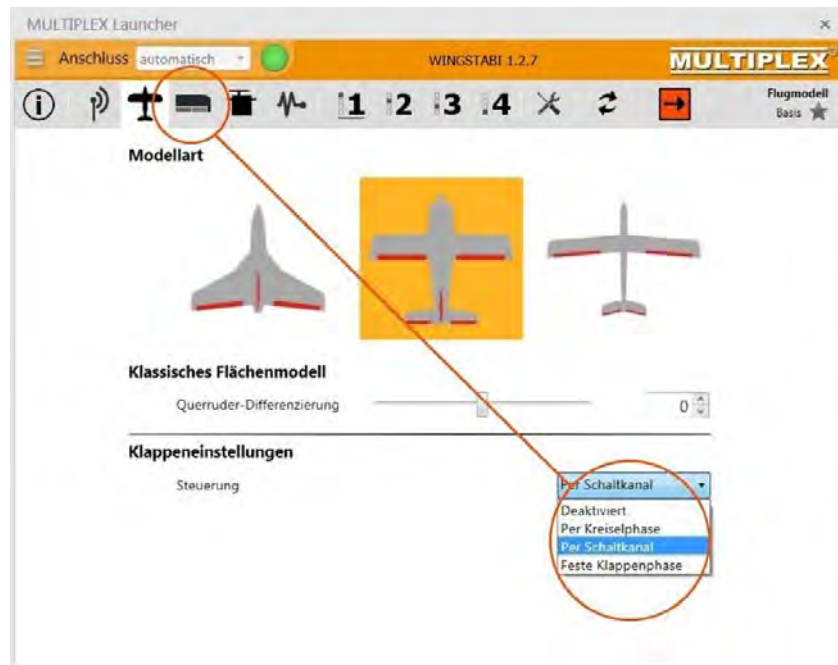 MULTIPLEX Launcher
Anschluss automatisch WINGSTABI 1.2.7 MULTIPLEX®
1 2 3 4 Flugmodell
Basis
Modellart
Klassisches Flächenmodell
Querruder-Differenzierung 0
Klappeneinstellungen
Steuerung Per Schaltkanal
Deaktiviert
Per Kreiselphase
Per Schaltkanal
Feste Klappenphase